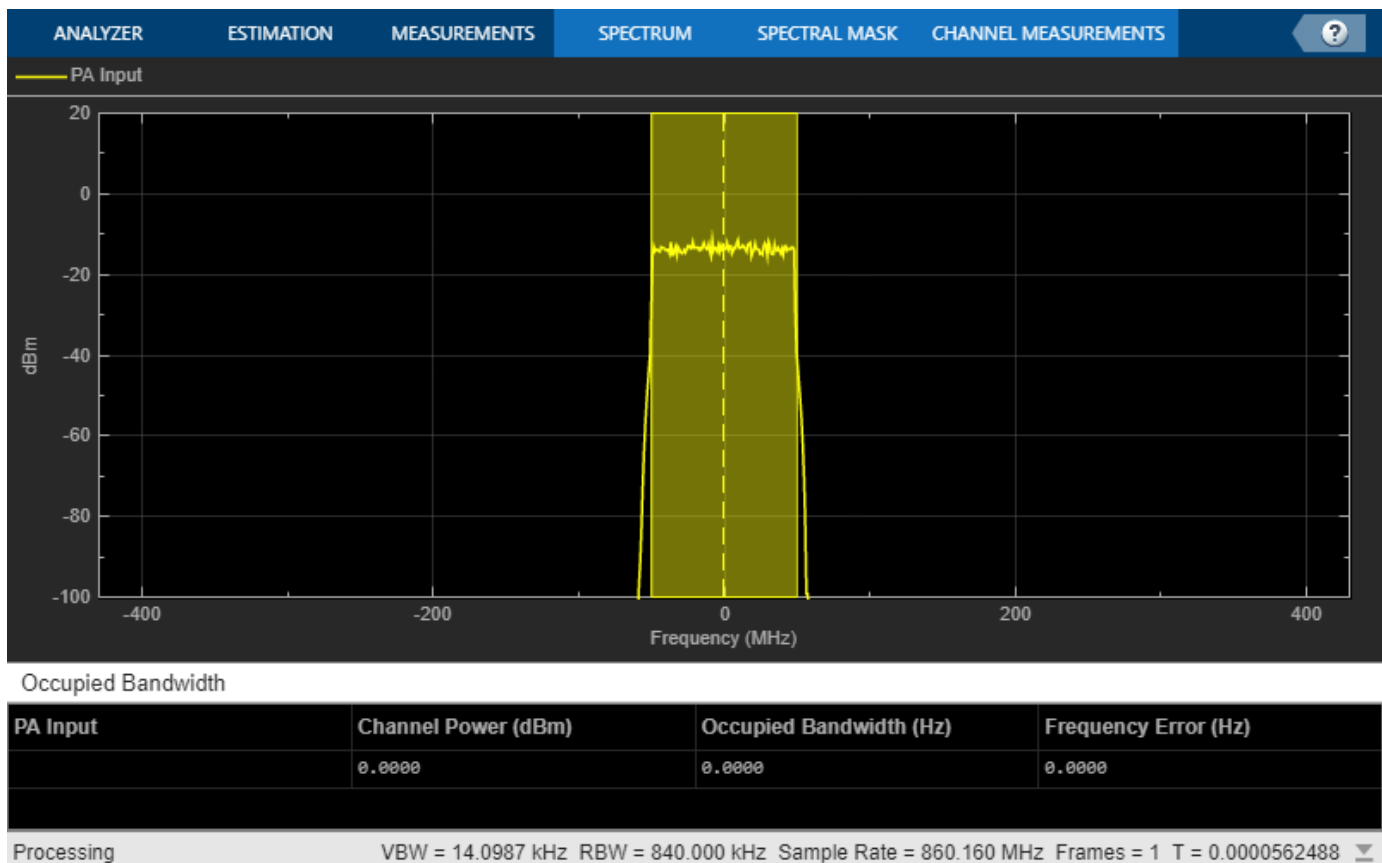 ANALYZER ESTIMATION MEASUREMENTS SPECTRUM SPECTRAL MASK CHANNEL MEASUREMENTS ?
PA Input
20
0
-20
-40
-60
-80
-100
dBm
-400 -200 0 200 400
Frequency (MHz)
Occupied Bandwidth
PA Input Channel Power (dBm) Occupied Bandwidth (Hz) Frequency Error (Hz)
0.0000 0.0000 0.0000
Processing VBW = 14.0987 kHz RBW = 840.000 kHz Sample Rate = 860.160 MHz Frames = 1 T = 0.0000562488